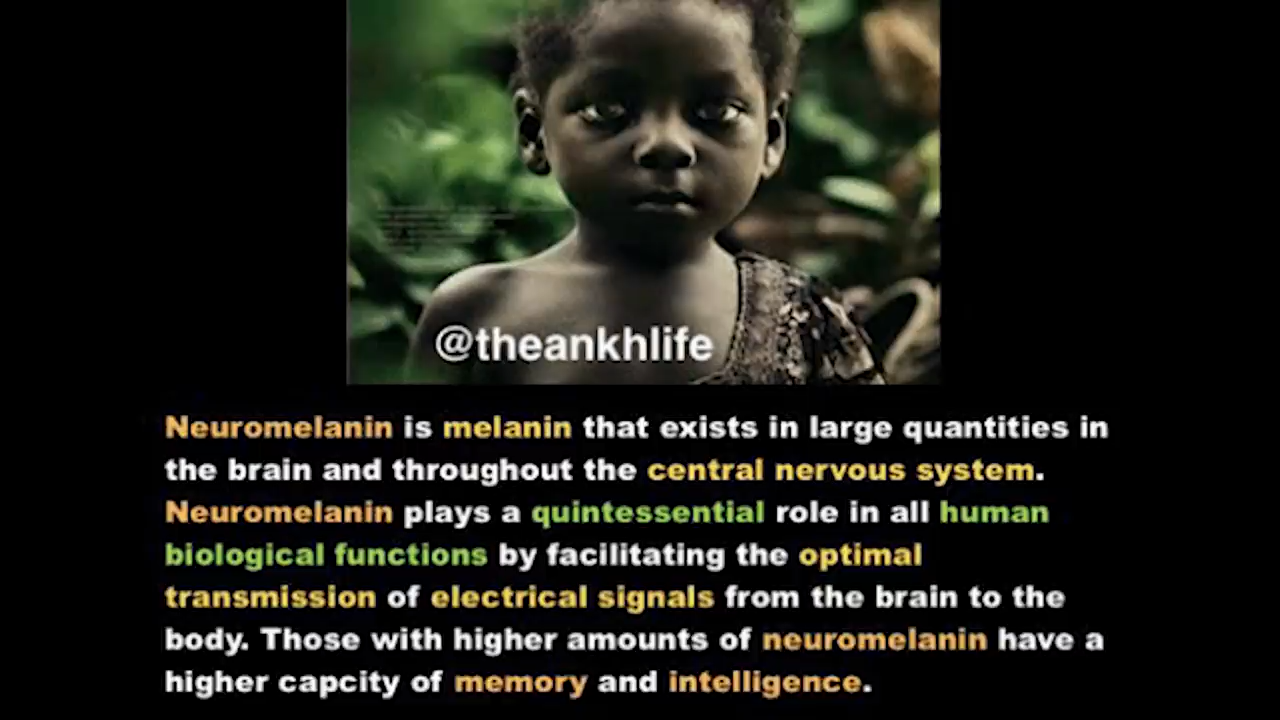 @theankhlife
Neuromelanin is melanin that exists in large quantities in
the brain and throughout the central nervous system.
Neuromelanin plays a quintessential role in all human
biological functions by facilitating the optimal
transmission of electrical signals from the brain to the
body. Those with higher amounts of neuromelanin have a
higher capcity of memory and intelligence.